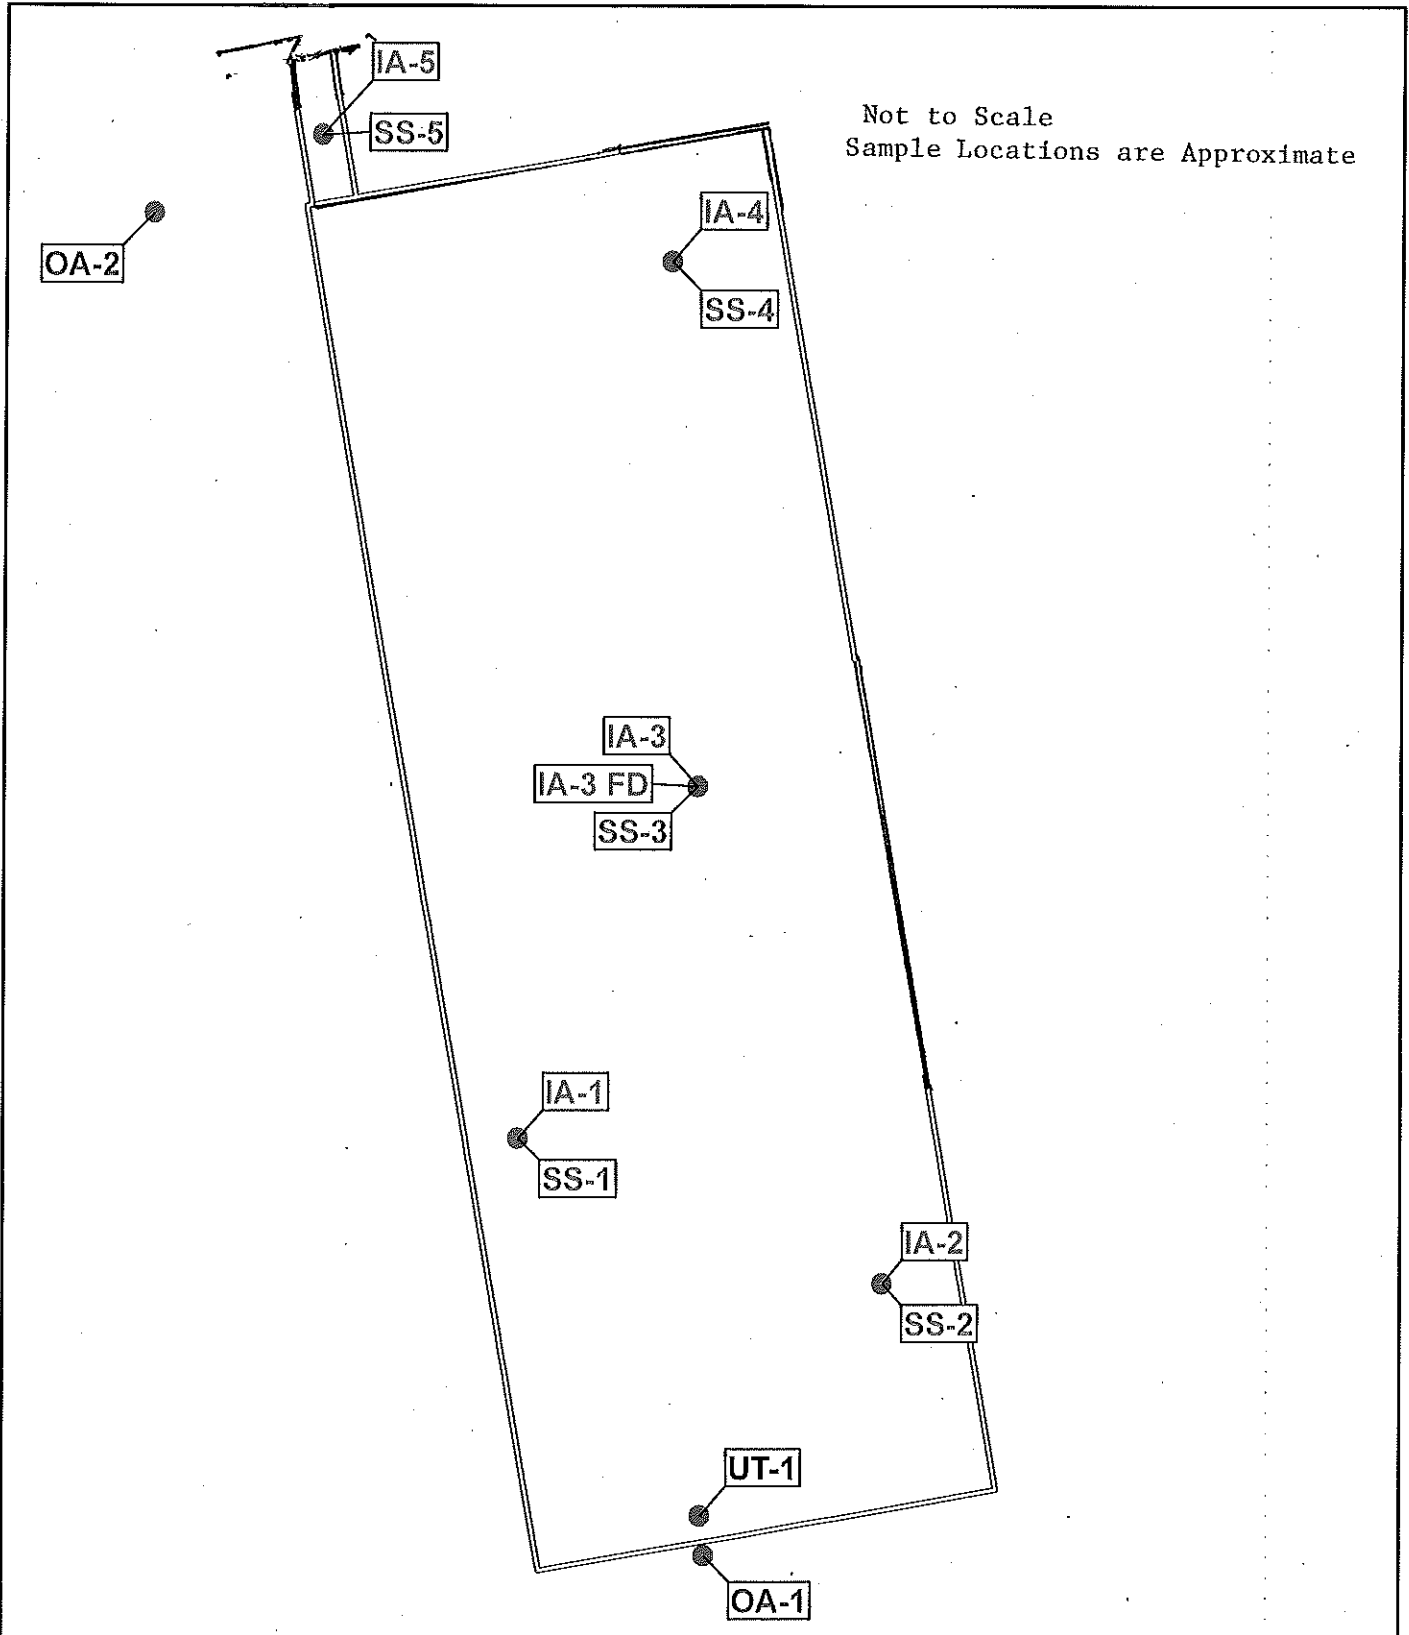 IA-5
SS-5
Not to Scale
Sample Locations are Approximate
OA-2
IA-4
SS-4
IA-3
IA-3 FD
SS-3
IA-1
SS-1
IA-2
SS-2
UT-1
OA-1